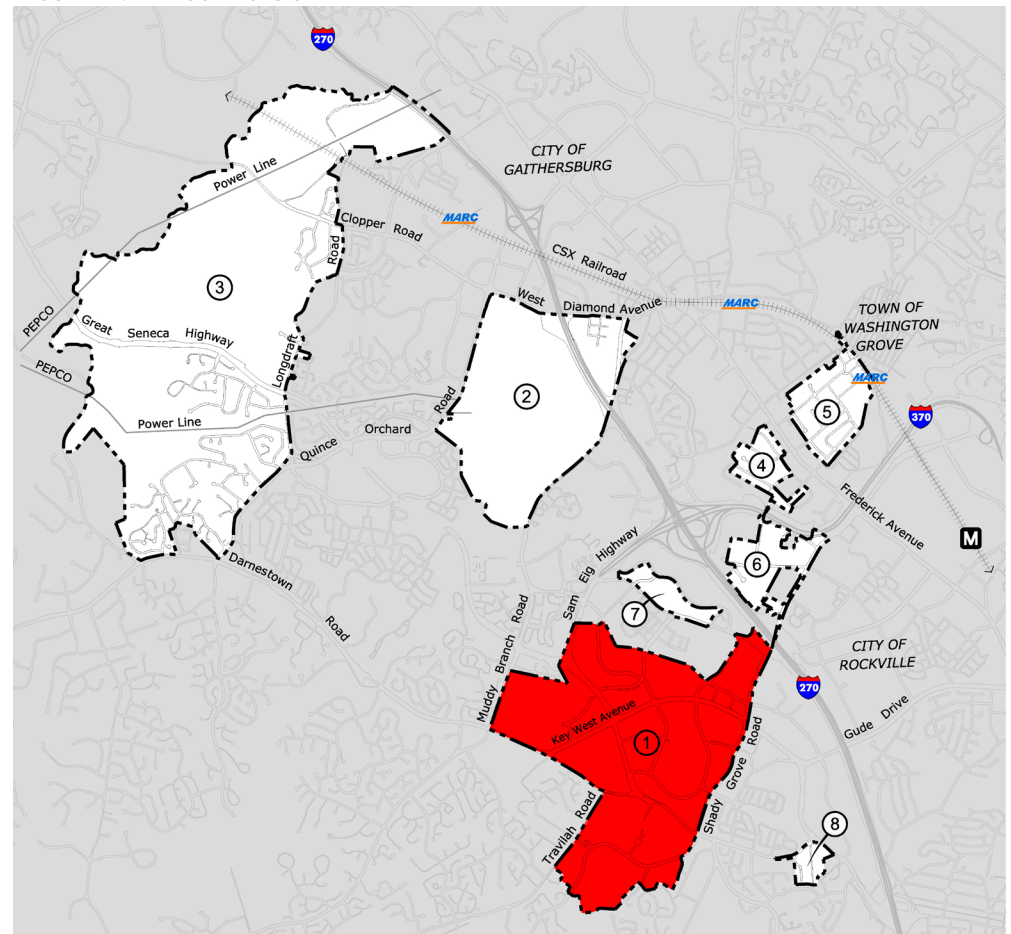 270
CITY OF
GAITHERSBURG
Power Line
Clopper Road
MARC
Road
CSX Railroad
3
West Diamond Avenue
MARC
TOWN OF
WASHINGTON
GROVE
PEPCO
Great Seneca Highway
Longdraft
PEPCO
MARC
2
Road
370
5
Power Line
Orchard
Quince
4
Frederick Avenue
M
Sam Eig Highway
6
Darnestown
Road
7
Muddy Branch Road
CITY OF
ROCKVILLE
270
Gude Drive
Key West Avenue
1
Shady Grove Road
Travilah Road
8